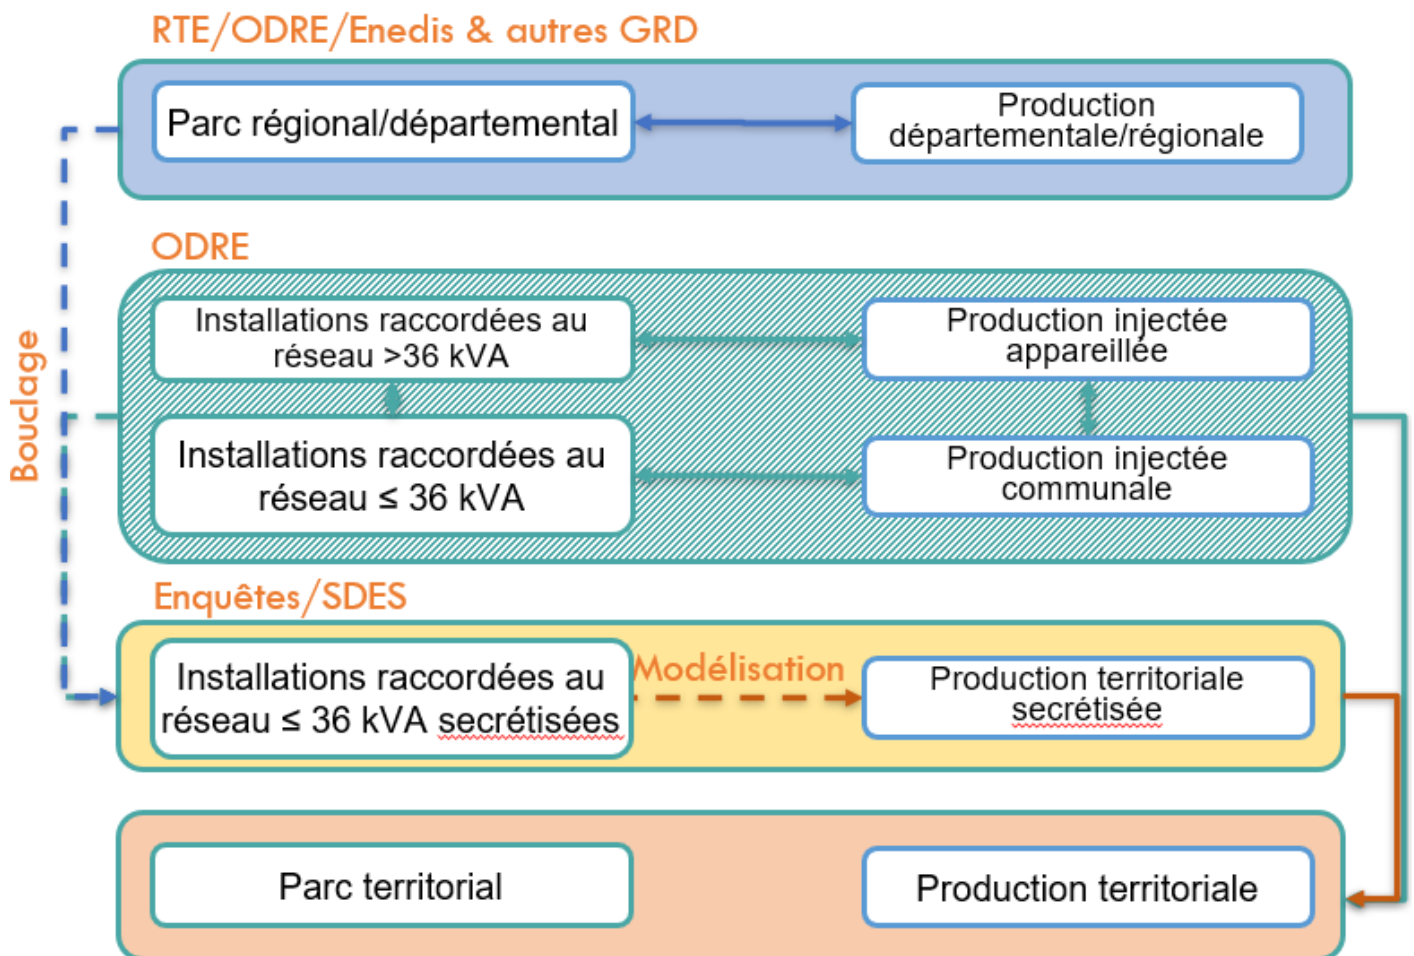 RTE/ODRE/Enedis & autres GRD
Parc régional/départemental
Production
départementale/régionale
ODRE
Installations raccordées au
réseau >36 kVA
Production injectée
appareillée
Bouclage
Installations raccordées au
réseau ≤ 36 kVA
Production injectée
communale
Enquêtes/SDES
Installations raccordées au
réseau ≤ 36 kVA secrétisées
Modélisation
Production territoriale
secrétisée
Parc territorial
Production territoriale